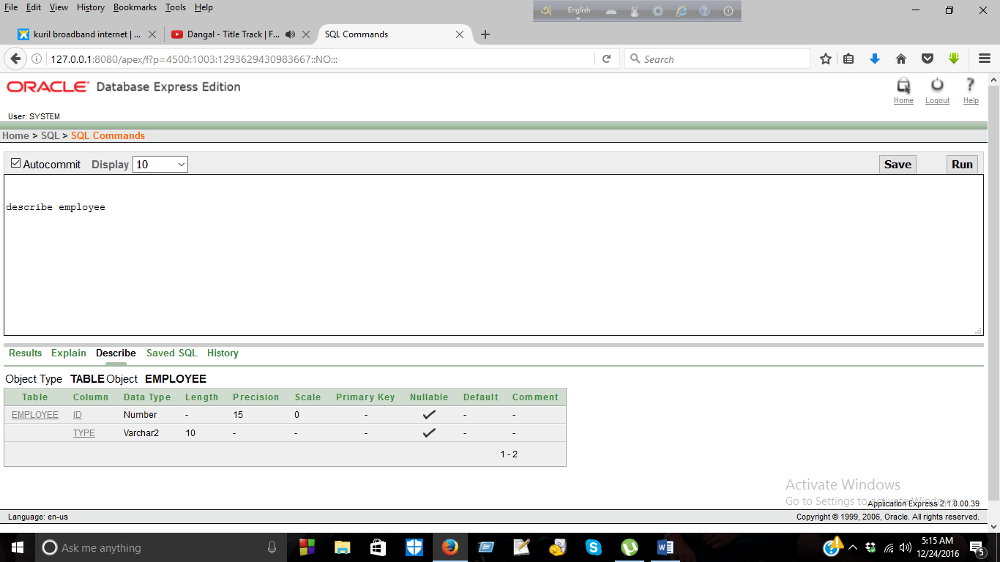 File Edit View History Bookmarks Tools Help
English
kuril broadband internet | ... Dangal - Title Track | F... SQL Commands
127.0.0.1:8080/apex/f?p=4500:1003:1293629430983667::NO::: Search
ORACLE Database Express Edition
Home Logout Help
User: SYSTEM
Home > SQL > SQL Commands
Autocommit Display 10 Save Run
describe employee
Results Explain Describe Saved SQL History
Object Type TABLE Object EMPLOYEE
Table Column Data Type Length Precision Scale Primary Key Nullable Default Comment
EMPLOYEE ID Number - 15 0 - - -
TYPE Varchar2 10 - - - - -
1 - 2
Activate Windows
Go to Settings to activate Windows.
Application Express 2.1.0.00.39
Language: en-us Copyright © 1999, 2006, Oracle. All rights reserved.
Ask me anything 5:15 AM
12/24/2016 5